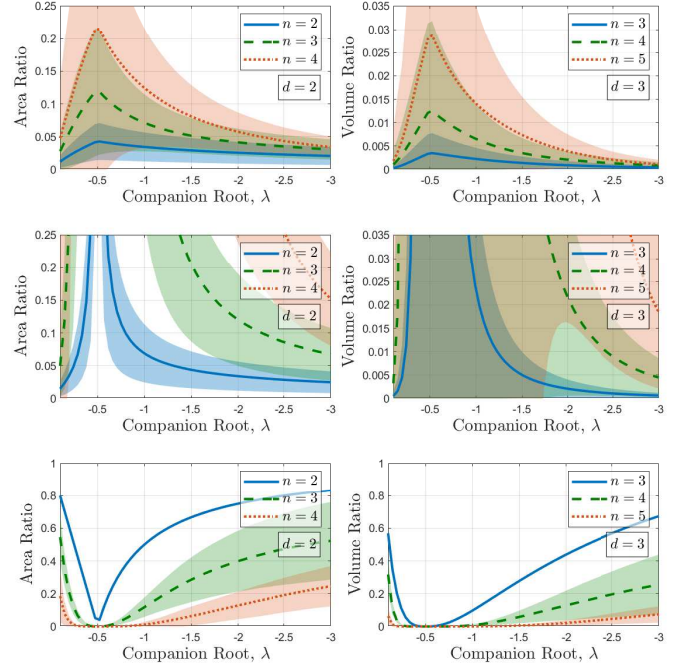 0.25
0.2
0.15
0.1
0.05
0
Area Ratio
n = 2
n = 3
n = 4
d = 2
-0.5 -1 -1.5 -2 -2.5 -3
Companion Root, λ
0.035
0.03
0.025
0.02
0.015
0.01
0.005
0
Volume Ratio
n = 3
n = 4
n = 5
d = 3
-0.5 -1 -1.5 -2 -2.5 -3
Companion Root, λ
0.25
0.2
0.15
0.1
0.05
0
Area Ratio
n = 2
n = 3
n = 4
d = 2
-0.5 -1 -1.5 -2 -2.5 -3
Companion Root, λ
0.035
0.03
0.025
0.02
0.015
0.01
0.005
0
Volume Ratio
n = 3
n = 4
n = 5
d = 3
-0.5 -1 -1.5 -2 -2.5 -3
Companion Root, λ
1
0.8
0.6
0.4
0.2
0
Area Ratio
n = 2
n = 3
n = 4
d = 2
-0.5 -1 -1.5 -2 -2.5 -3
Companion Root, λ
1
0.8
0.6
0.4
0.2
0
Volume Ratio
n = 3
n = 4
n = 5
d = 3
-0.5 -1 -1.5 -2 -2.5 -3
Companion Root, λ